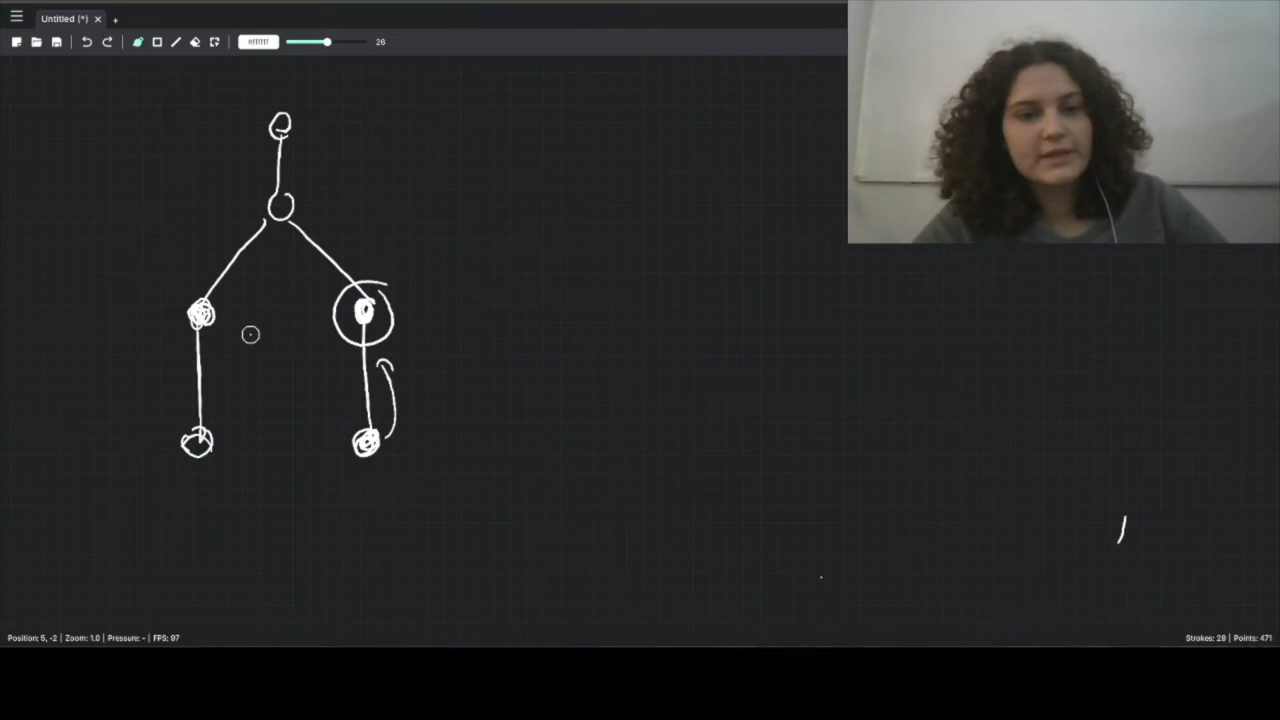 Untitled (*)
#ffffff 26
Position: 5, -2 | Zoom: 1.0 | Pressure: - | FPS: 97
Strokes: 29 | Points: 471